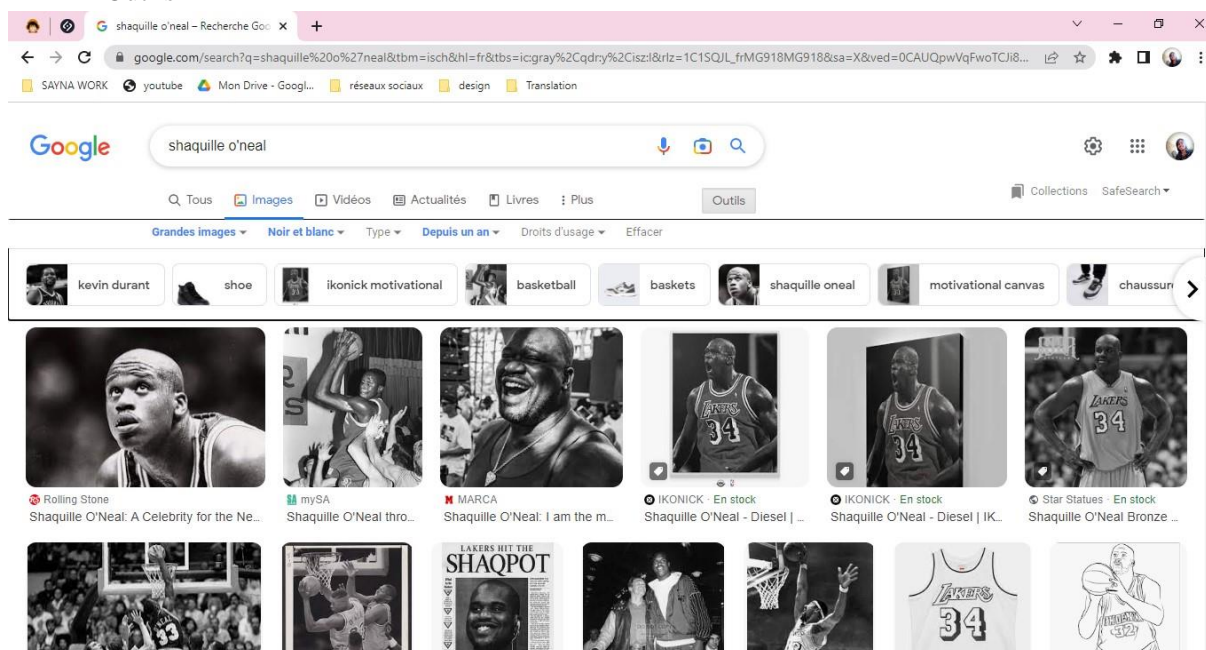 shaquille o'neal – Recherche Goo
google.com/search?q=shaquille%20o%27neal&tbm=isch&hl=fr&tbs=ic:gray%2Cqdr:y%2Cisz:l&rlz=1C1SQJL_frMG918MG918&sa=X&ved=0CAUQpwVqFwoTCJi8...
SAYNA WORK youtube Mon Drive - Googl... réseaux sociaux design Translation
Google shaquille o'neal
Collections SafeSearch
Tous Images Vidéos Actualités Livres Plus Outils
Grandes images Noir et blanc Type Depuis un an Droits d'usage Effacer
kevin durant shoe ikonick motivational basketball baskets shaquille oneal motivational canvas chaussur
LAKERS 34 LAKERS 34 LAKERS 34
Rolling Stone mySA MARCA IKONICK · En stock IKONICK · En stock Star Statues · En stock
Shaquille O'Neal: A Celebrity for the Ne... Shaquille O'Neal thro... Shaquille O'Neal: I am the m... Shaquille O'Neal - Diesel | ... Shaquille O'Neal - Diesel | IK... Shaquille O'Neal Bronze ...
LAKERS HIT THE
SHAQPOT
LAKERS
34
PHOENIX
32
33